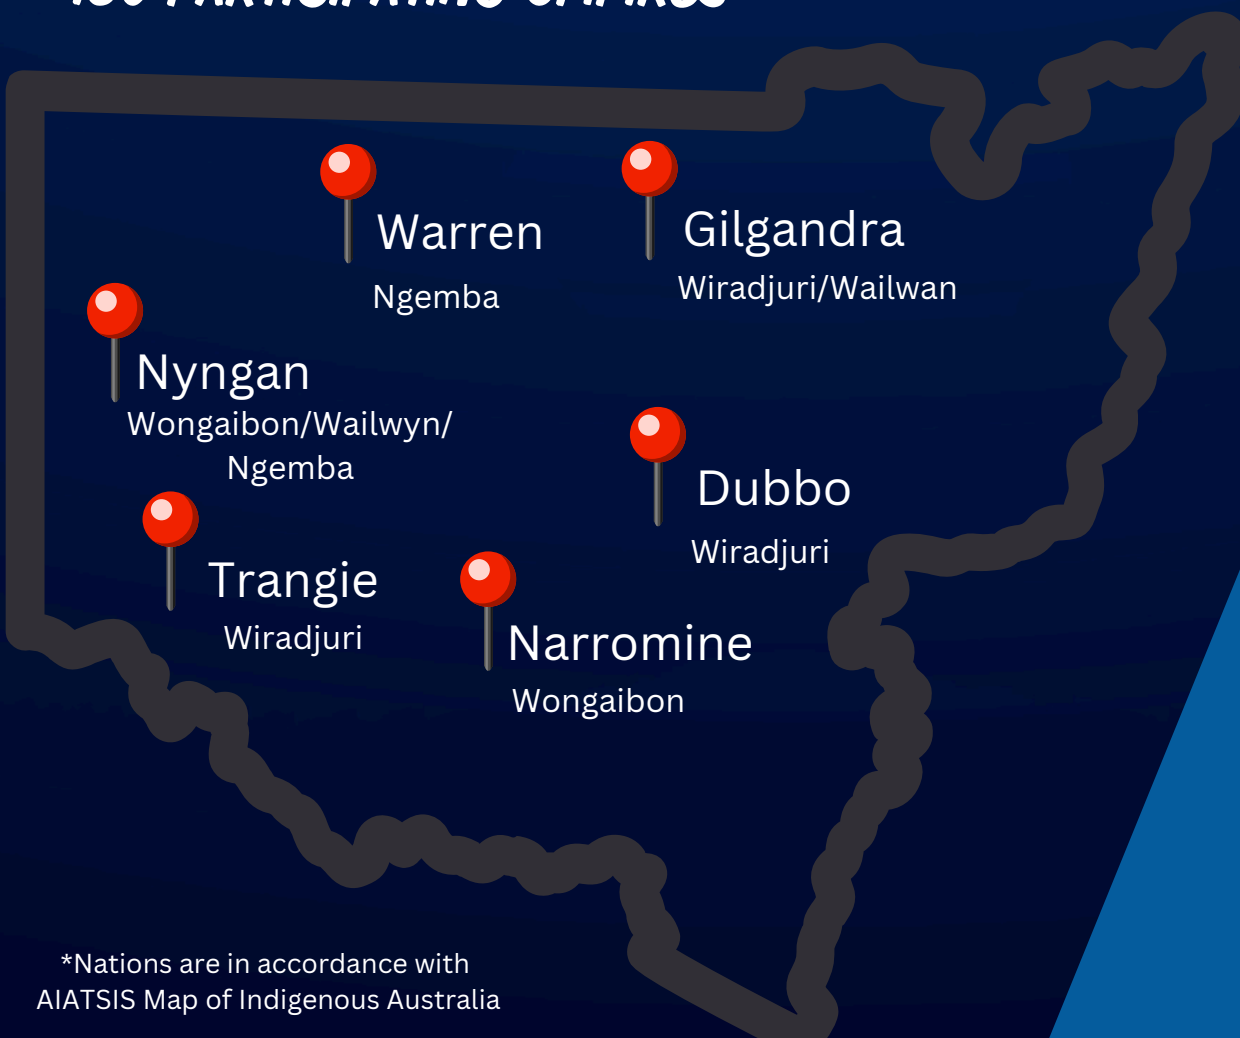 Warren
Ngemba
Gilgandra
Wiradjuri/Wailwan
Nyngan
Wongaibon/Wailwyn/
Ngemba
Dubbo
Wiradjuri
Trangie
Wiradjuri
Narromine
Wongaibon
*Nations are in accordance with
AIATSIS Map of Indigenous Australia